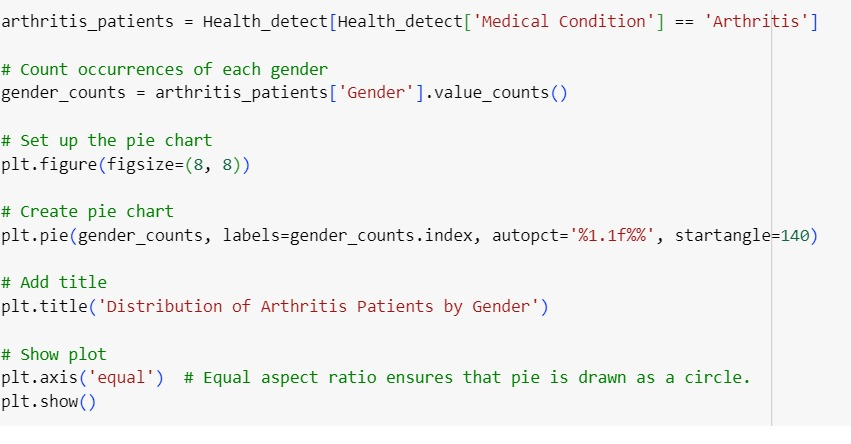 arthritis_patients = Health_detect[Health_detect['Medical Condition'] == 'Arthritis']
# Count occurrences of each gender
gender_counts = arthritis_patients['Gender'].value_counts()
# Set up the pie chart
plt.figure(figsize=(8, 8))
# Create pie chart
plt.pie(gender_counts, labels=gender_counts.index, autopct='%1.1f%%', startangle=140)
# Add title
plt.title('Distribution of Arthritis Patients by Gender')
# Show plot
plt.axis('equal')  # Equal aspect ratio ensures that pie is drawn as a circle.
plt.show()